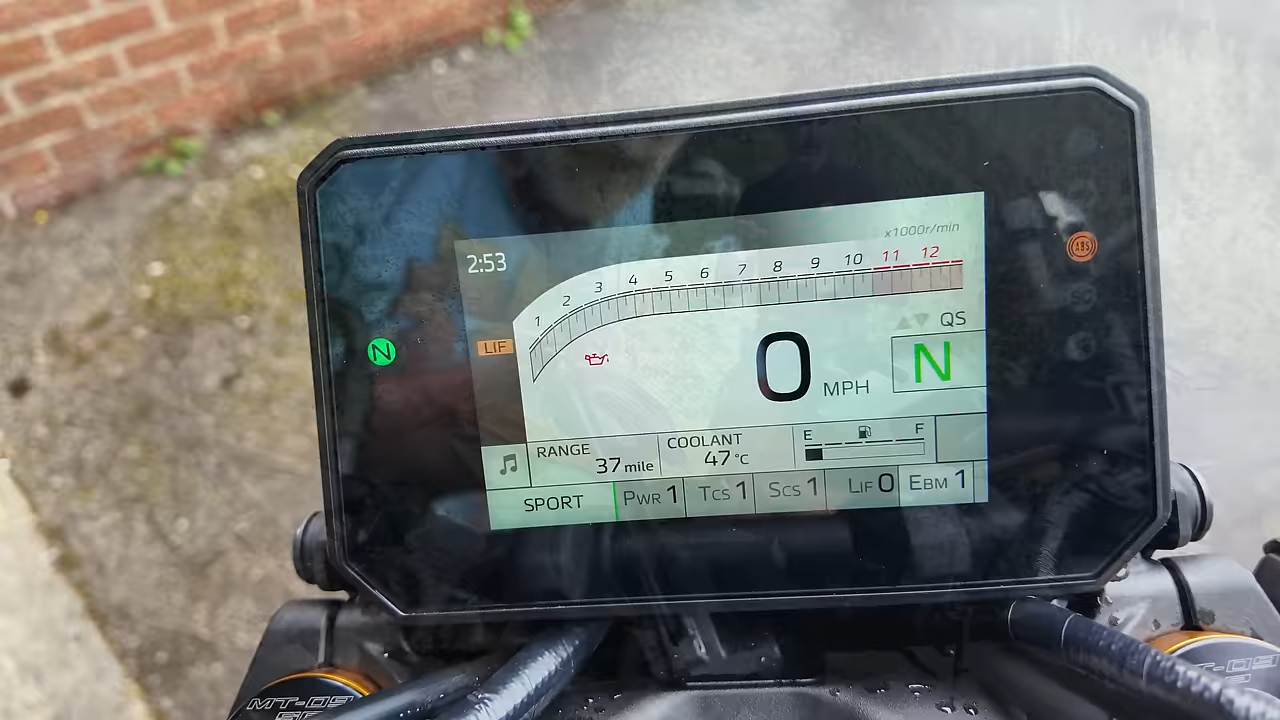 x1000r/min
2:53
1 2 3 4 5 6 7 8 9 10 11 12
ABS
QS
N
LIF
0 MPH
N
RANGE
37 mile
COOLANT
47 °C
E F
SPORT
PWR 1
TCS 1
SCS 1
LIF 0
EBM 1
MT-09
MT-09